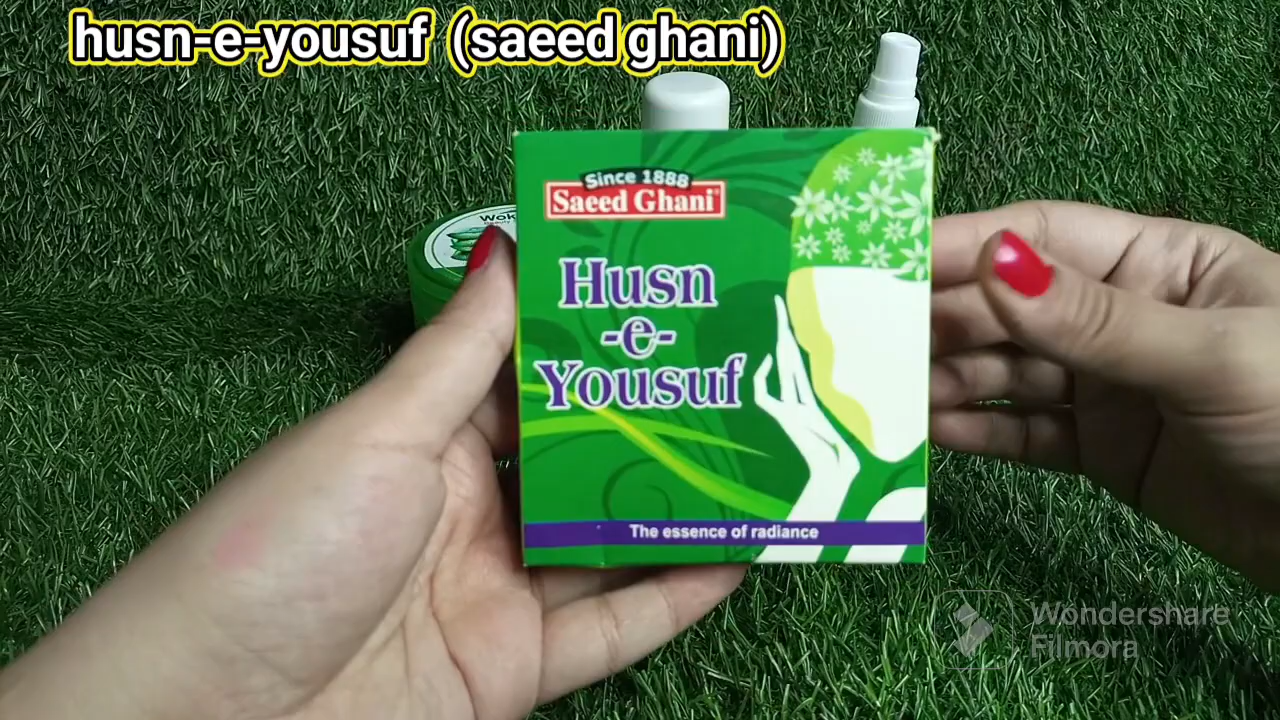 husn-e-yousuf (saeed ghani)
Since 1888
Saeed Ghani
Husn
-e-
Yousuf
The essence of radiance
Wondershare
Filmora